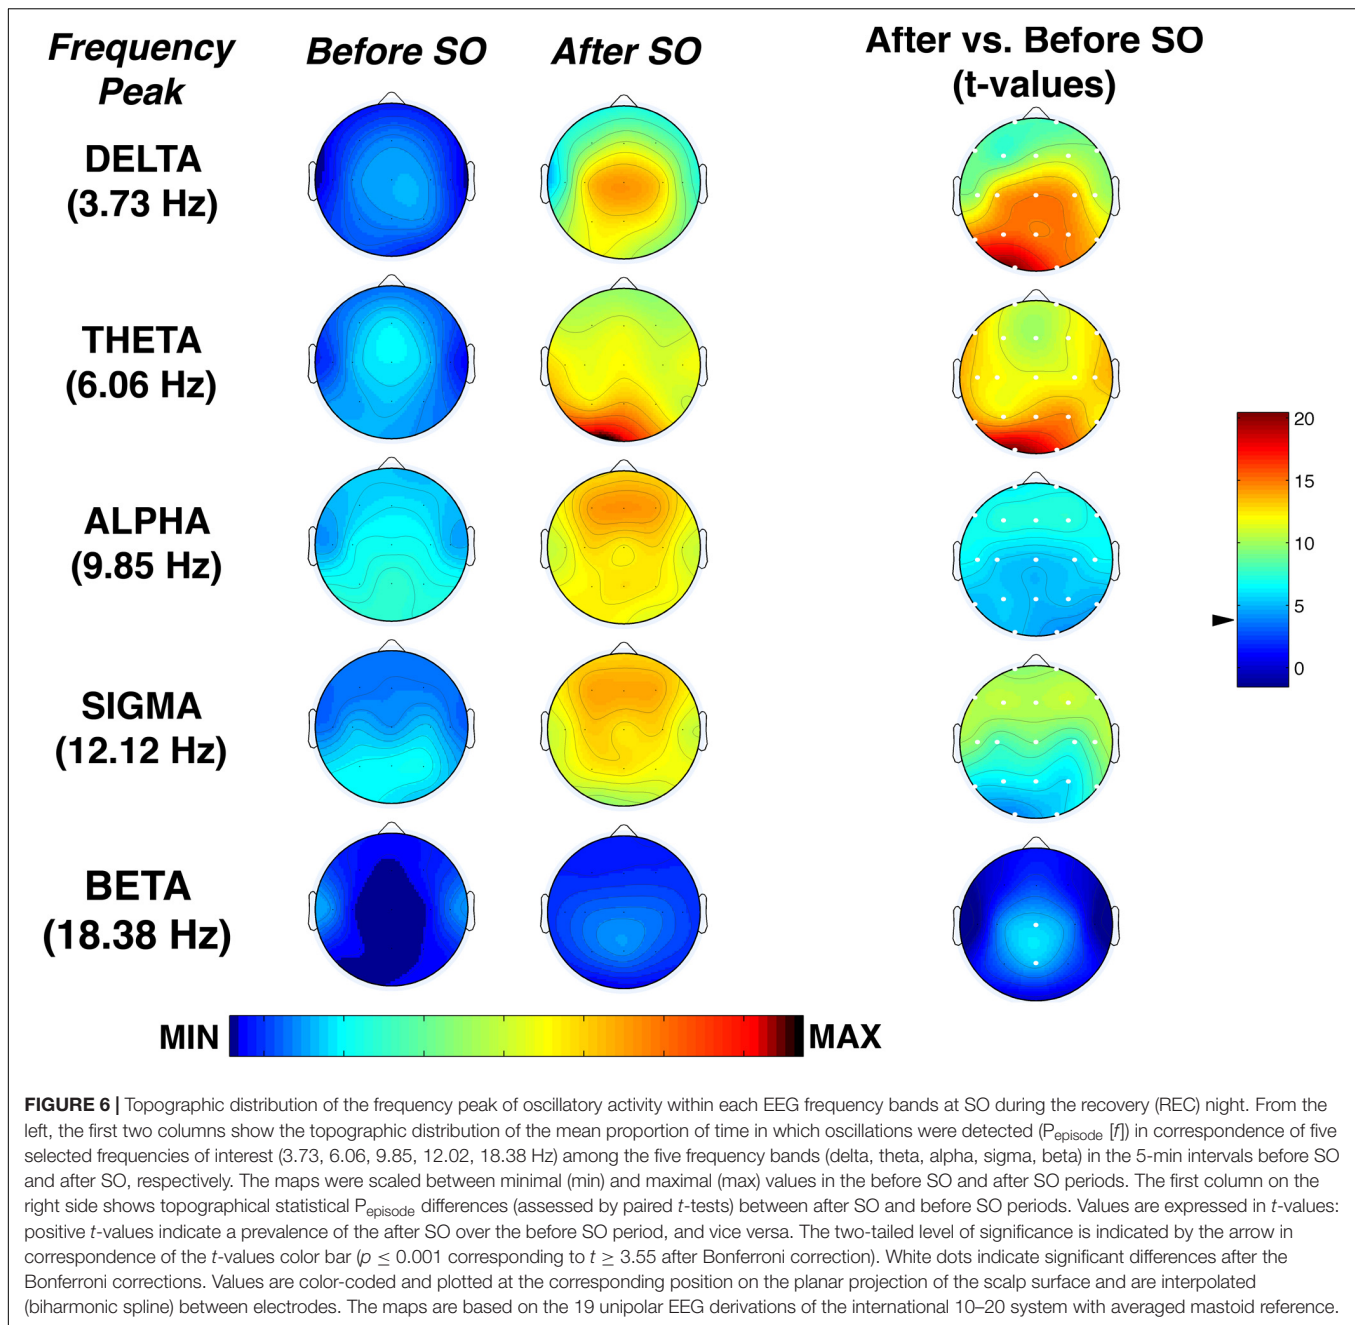 Frequency Peak
Before SO
After SO
After vs. Before SO (t-values)
DELTA
(3.73 Hz)
THETA
(6.06 Hz)
ALPHA
(9.85 Hz)
SIGMA
(12.12 Hz)
BETA
(18.38 Hz)
20
15
10
5
0
MIN
MAX
FIGURE 6 | Topographic distribution of the frequency peak of oscillatory activity within each EEG frequency bands at SO during the recovery (REC) night. From the
left, the first two columns show the topographic distribution of the mean proportion of time in which oscillations were detected (Pepisode [f]) in correspondence of five
selected frequencies of interest (3.73, 6.06, 9.85, 12.02, 18.38 Hz) among the five frequency bands (delta, theta, alpha, sigma, beta) in the 5-min intervals before SO
and after SO, respectively. The maps were scaled between minimal (min) and maximal (max) values in the before SO and after SO periods. The first column on the
right side shows topographical statistical Pepisode differences (assessed by paired t-tests) between after SO and before SO periods. Values are expressed in t-values:
positive t-values indicate a prevalence of the after SO over the before SO period, and vice versa. The two-tailed level of significance is indicated by the arrow in
correspondence of the t-values color bar (p ≤ 0.001 corresponding to t ≥ 3.55 after Bonferroni correction). White dots indicate significant differences after the
Bonferroni corrections. Values are color-coded and plotted at the corresponding position on the planar projection of the scalp surface and are interpolated
(biharmonic spline) between electrodes. The maps are based on the 19 unipolar EEG derivations of the international 10–20 system with averaged mastoid reference.